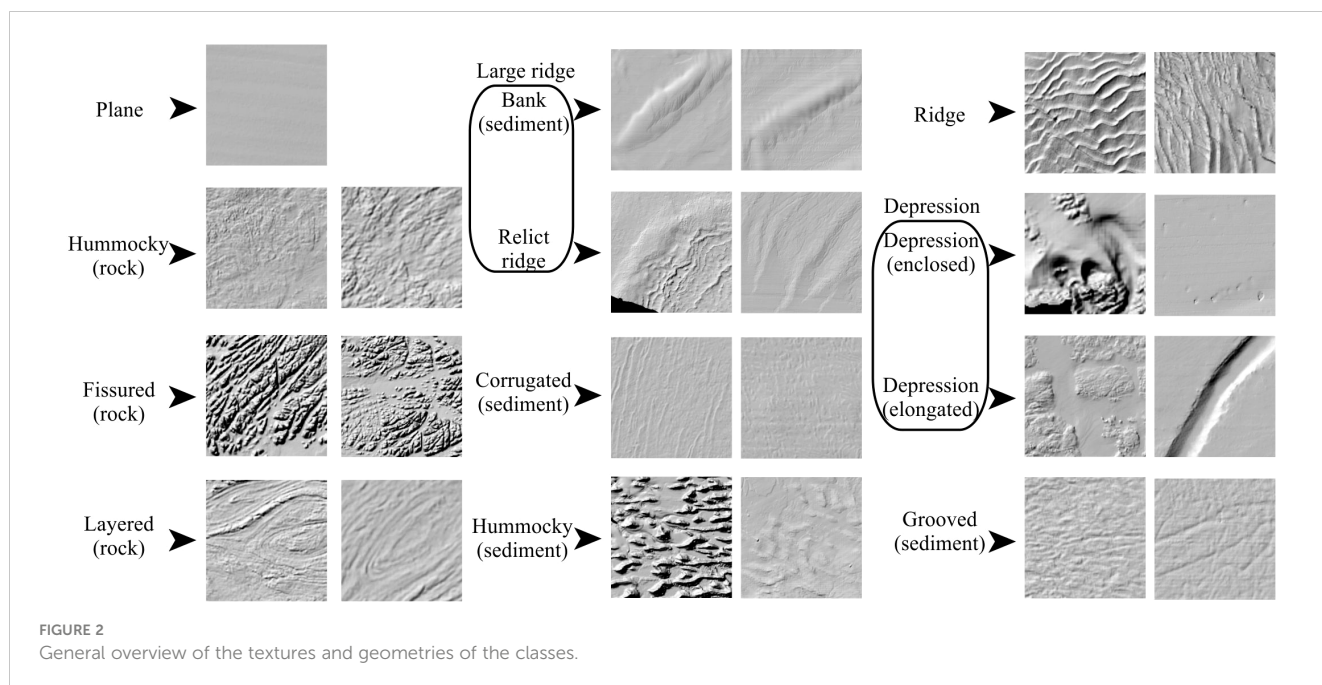 Plane
Hummocky
(rock)
Fissured
(rock)
Layered
(rock)
Large ridge
Bank
(sediment)
Relict
ridge
Corrugated
(sediment)
Hummocky
(sediment)
Ridge
Depression
Depression
(enclosed)
Depression
(elongated)
Grooved
(sediment)
FIGURE 2
General overview of the textures and geometries of the classes.